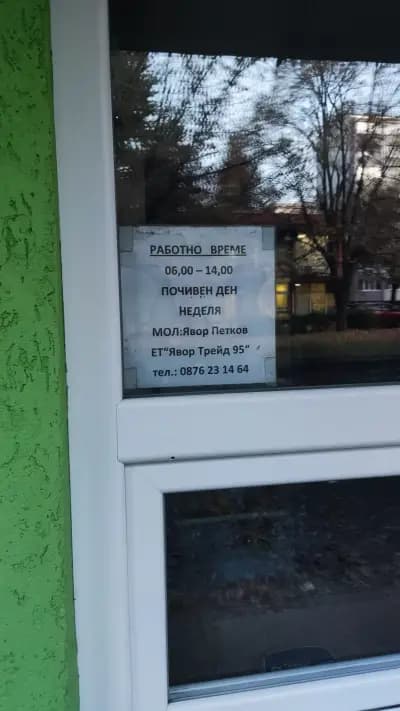 РАБОТНО ВРЕМЕ
06,00 – 14,00
ПОЧИВЕН ДЕН
НЕДЕЛЯ
МОЛ:Явор Петков
ЕТ“Явор Трейд 95“
тел.: 0876 23 14 64